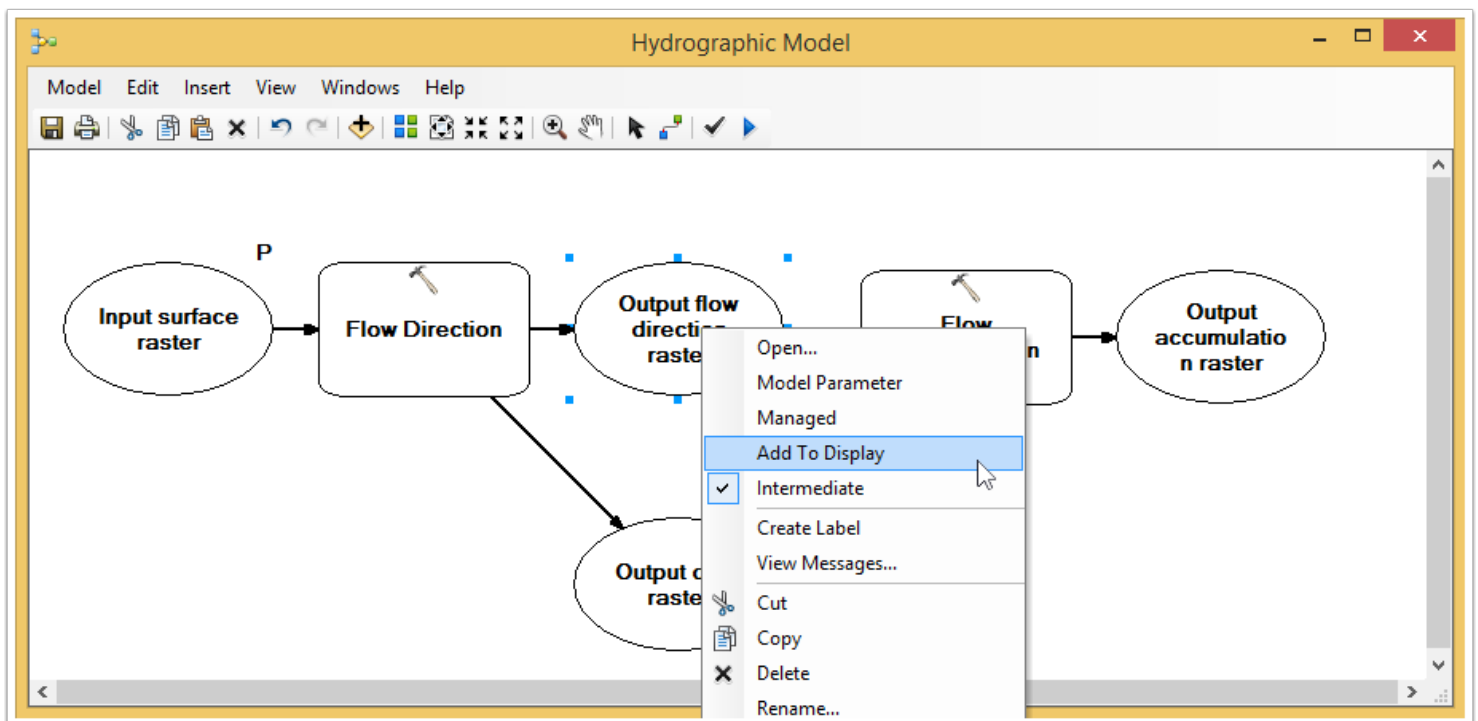 Hydrographic Model
Model Edit Insert View Windows Help
P
Input surface
raster
Flow Direction
Output flow
direction
raste
Flow
n
Output
accumulatio
n raster
Output
raste
Open...
Model Parameter
Managed
Add To Display
Intermediate
Create Label
View Messages...
Cut
Copy
Delete
Rename...